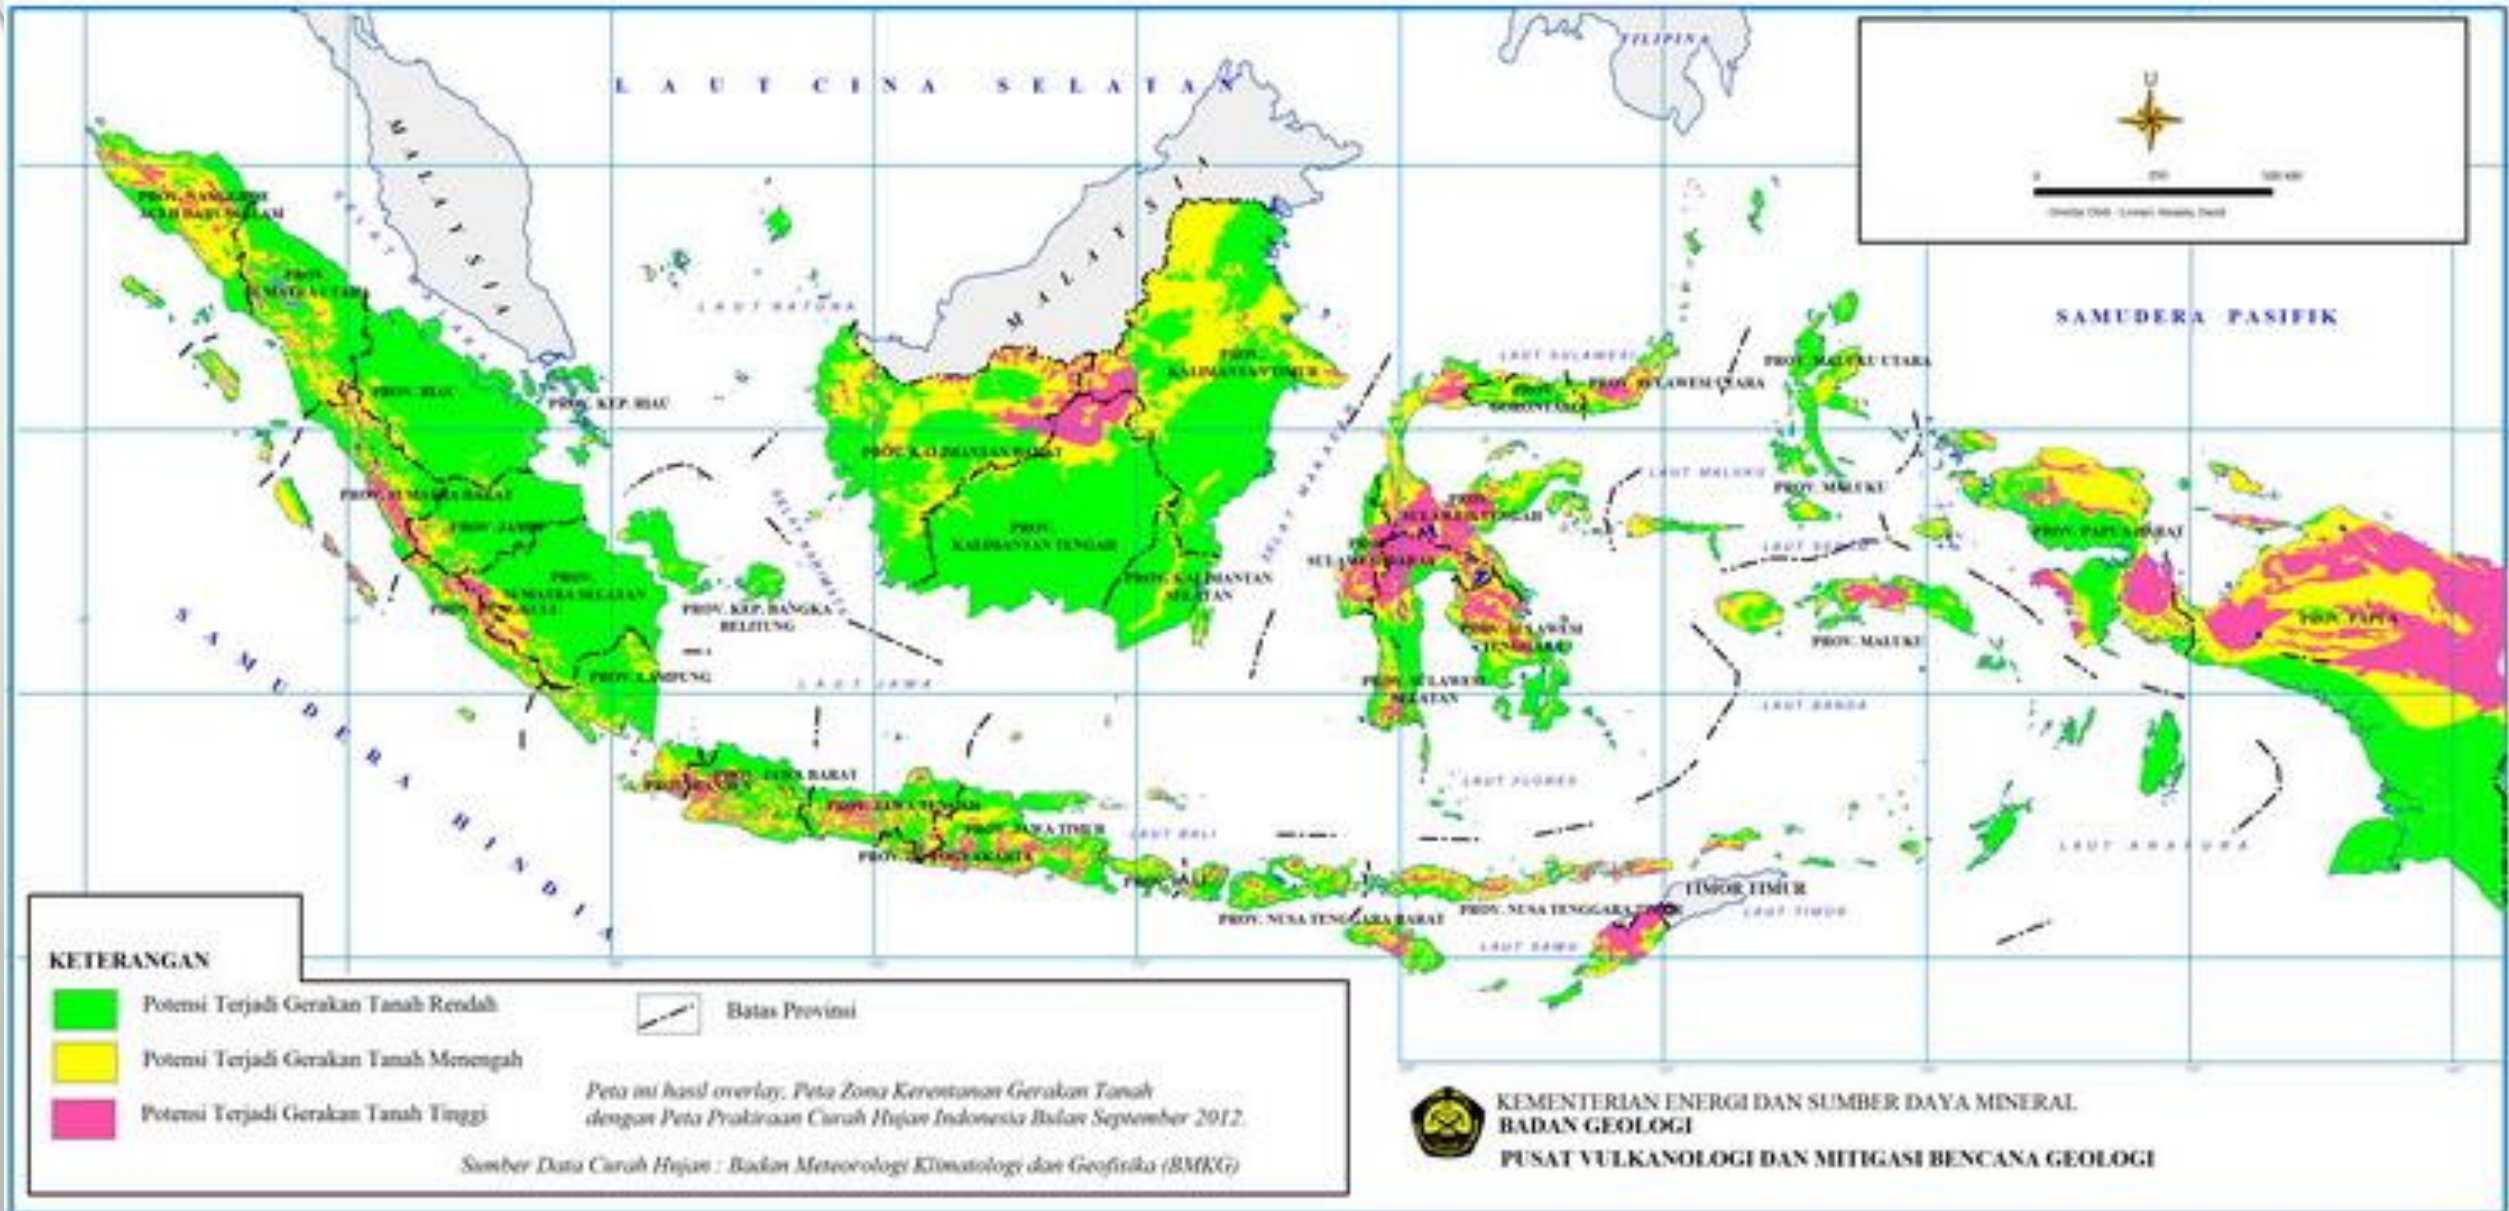 FILIPINA
LAUT CINA SELATAN
U
MALAYSIA
MALAYSIA
PROV. NANGGROE
ACEH DARUSSALAM
PROV.
SUMATRA UTARA
LAUT NATUNA
SAMUDERA PASIFIK
LAUT SULAWESI
PROV. MALUKU UTARA
PROV.
KALIMANTAN TIMUR
PROV. SULAWESI UTARA
PROV.
GORONTALO
PROV. RIAU
PROV. KEP. RIAU
SELAT MAKASAR
PROV. KALIMANTAN BARAT
LAUT MALUKU
PROV. MALUKU
PROV. SUMATRA BARAT
PROV. JAMBI
PROV.
SULAWESI TENGAH
PROV.
KALIMANTAN TENGAH
PROV. PAPUA BARAT
LAUT SERAM
SULAWESI BARAT
PROV. KALIMANTAN
SELATAN
PROV.
SUMATRA SELATAN
PROV. BENGKULU
PROV. KEP. BANGKA
BELITUNG
PROV. SULAWESI
TENGGARA
PROV. MALUKU
PROV. PAPUA
PROV. LAMPUNG
LAUT JAWA
PROV. SULAWESI
SELATAN
LAUT BANDA
SAMUDERA HINDIA
PROV. JAWA BARAT
PROV. BANTEN
LAUT FLORES
PROV. JAWA TENGAH
PROV. JAWA TIMUR
LAUT BALI
LAUT ARAFURA
PROV. BALI
TIMOR TIMUR
PROV. NUSA TENGGARA BARAT
PROV. NUSA TENGGARA TIMUR
LAUT TIMOR
LAUT SAWU
KETERANGAN
Potensi Terjadi Gerakan Tanah Rendah
Batas Provinsi
Potensi Terjadi Gerakan Tanah Menengah
Potensi Terjadi Gerakan Tanah Tinggi
Peta ini hasil overlay, Peta Zona Kerentanan Gerakan Tanah
dengan Peta Prakiraan Curah Hujan Indonesia Bulan September 2012.
Sumber Data Curah Hujan : Badan Meteorologi Klimatologi dan Geofisika (BMKG)
KEMENTERIAN ENERGI DAN SUMBER DAYA MINERAL
BADAN GEOLOGI
PUSAT VULKANOLOGI DAN MITIGASI BENCANA GEOLOGI